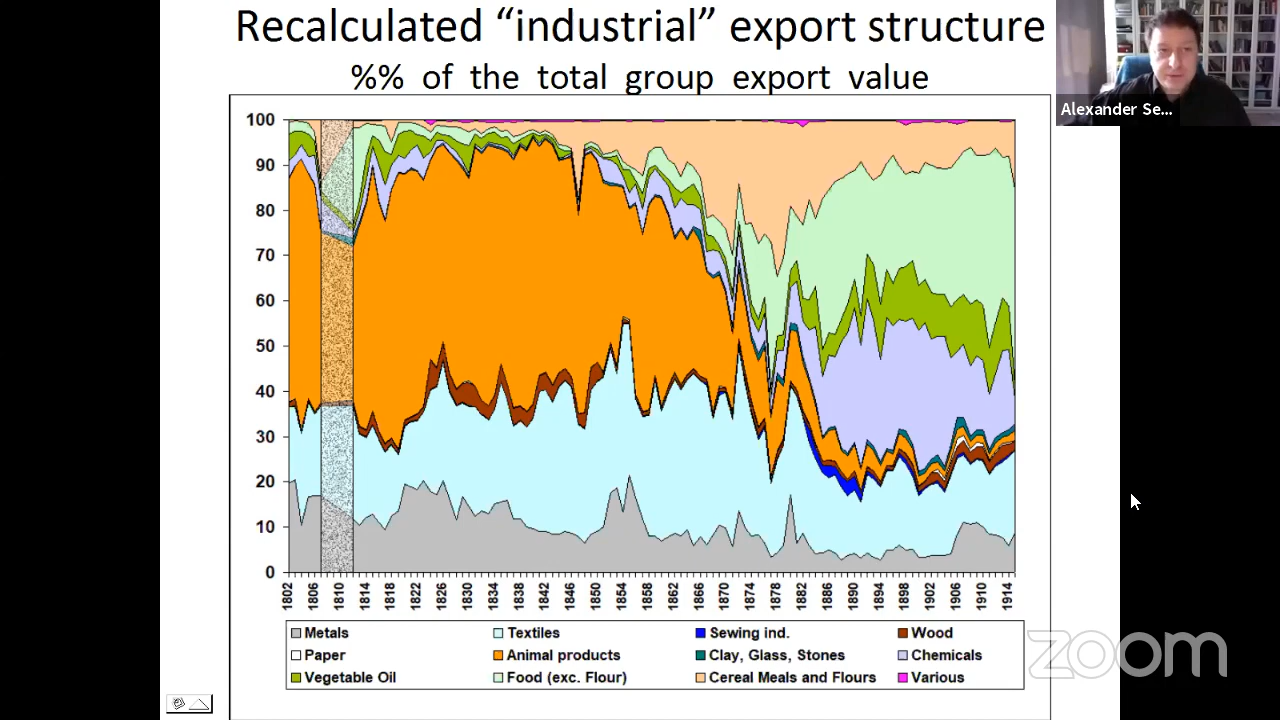 Recalculated “industrial” export structure
%% of the total group export value
Alexander Se...
100
90
80
70
60
50
40
30
20
10
0
1802 1806 1810 1814 1818 1822 1826 1830 1834 1838 1842 1846 1850 1854 1858 1862 1866 1870 1874 1878 1882 1886 1890 1894 1898 1902 1906 1910 1914
Metals Textiles Sewing ind. Wood
Paper Animal products Clay, Glass, Stones Chemicals
Vegetable Oil Food (exc. Flour) Cereal Meals and Flours Various
zoom